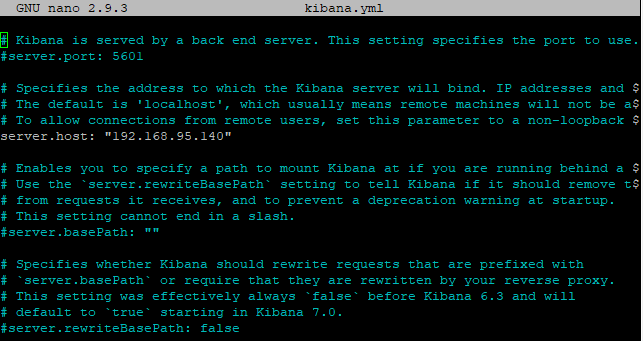 GNU nano 2.9.3 kibana.yml
# Kibana is served by a back end server. This setting specifies the port to use.
#server.port: 5601
# Specifies the address to which the Kibana server will bind. IP addresses and $
# The default is 'localhost', which usually means remote machines will not be a$
# To allow connections from remote users, set this parameter to a non-loopback $
server.host: "192.168.95.140"
# Enables you to specify a path to mount Kibana at if you are running behind a $
# Use the `server.rewriteBasePath` setting to tell Kibana if it should remove t$
# from requests it receives, and to prevent a deprecation warning at startup.
# This setting cannot end in a slash.
#server.basePath: ""
# Specifies whether Kibana should rewrite requests that are prefixed with
# `server.basePath` or require that they are rewritten by your reverse proxy.
# This setting was effectively always `false` before Kibana 6.3 and will
# default to `true` starting in Kibana 7.0.
#server.rewriteBasePath: false